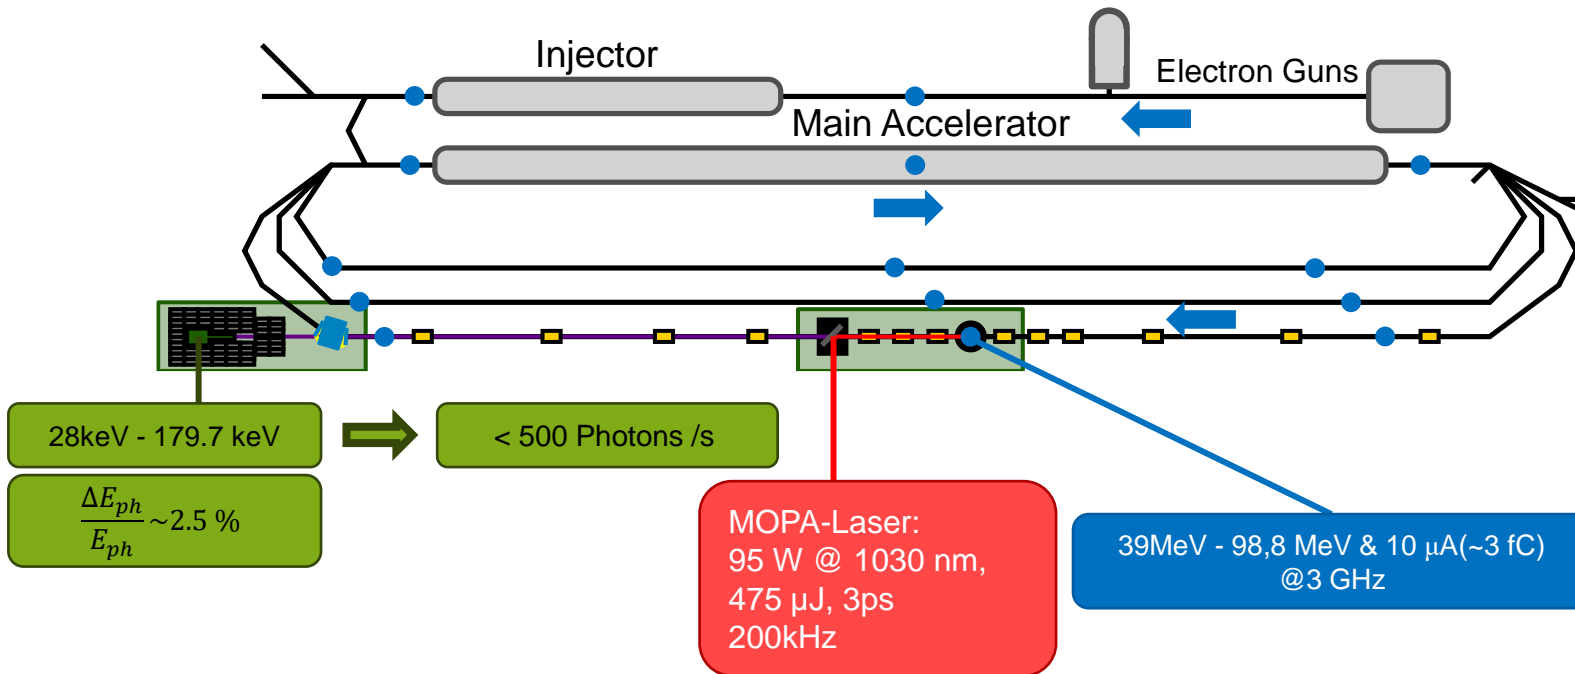 Injector
Electron Guns
Main Accelerator
28keV - 179.7 keV
< 500 Photons /s
ΔE_ph / E_ph ~2.5 %
MOPA-Laser:
95 W @ 1030 nm,
475 µJ, 3ps
200kHz
39MeV - 98,8 MeV & 10 µA(~3 fC)
@3 GHz